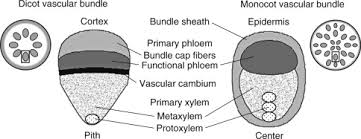 Dicot vascular bundle
Monocot vascular bundle
Cortex
Bundle sheath
Epidermis
Primary phloem
Bundle cap fibers
Functional phloem
Vascular cambium
Primary xylem
Metaxylem
Protoxylem
Pith
Center